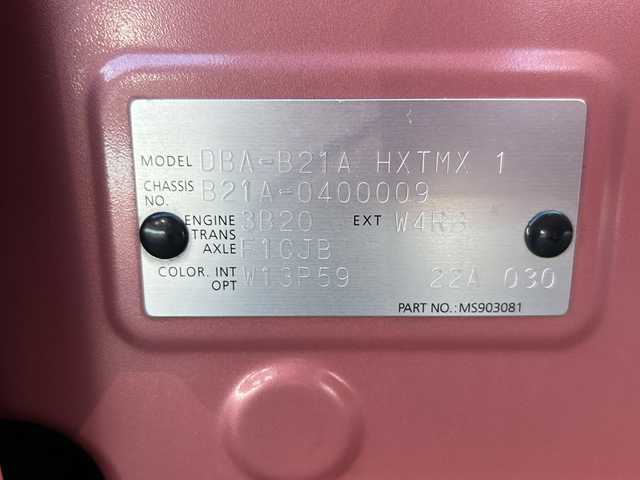 MODEL DBA-B21A HXTMX 1
CHASSIS NO. B21A-0400009
ENGINE 3B20 EXT
TRANS AXLE F1CJB
COLOR. INT OPT W13P59 22A 030
PART NO.:MS903081